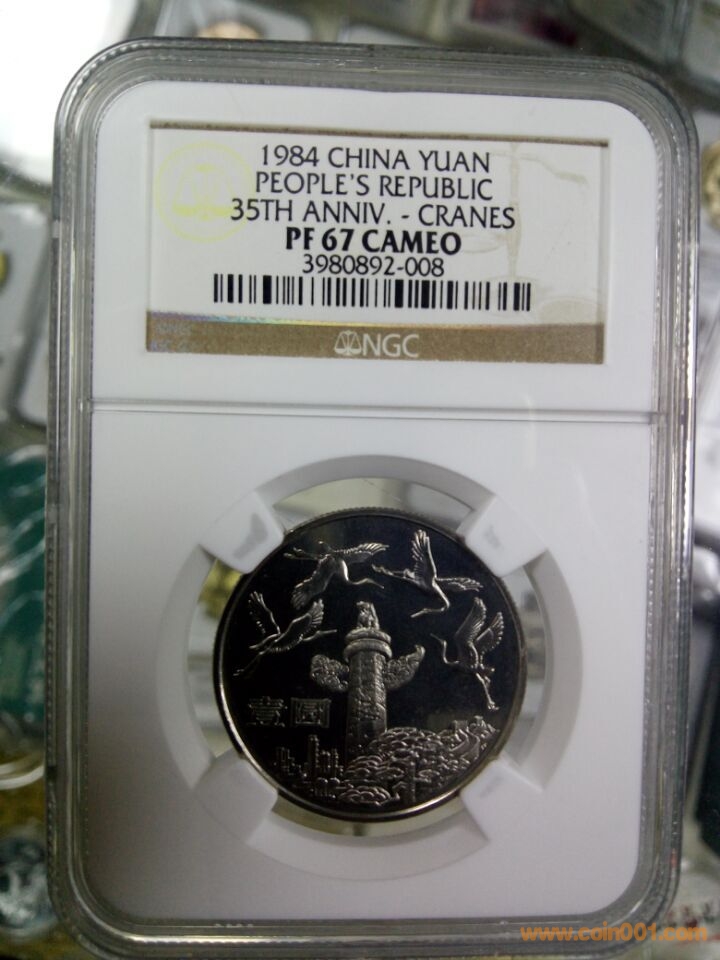 1984 CHINA YUAN
PEOPLE'S REPUBLIC
35TH ANNIV. - CRANES
PF 67 CAMEO
3980892-008
NGC
壹圆
www.coin001.com